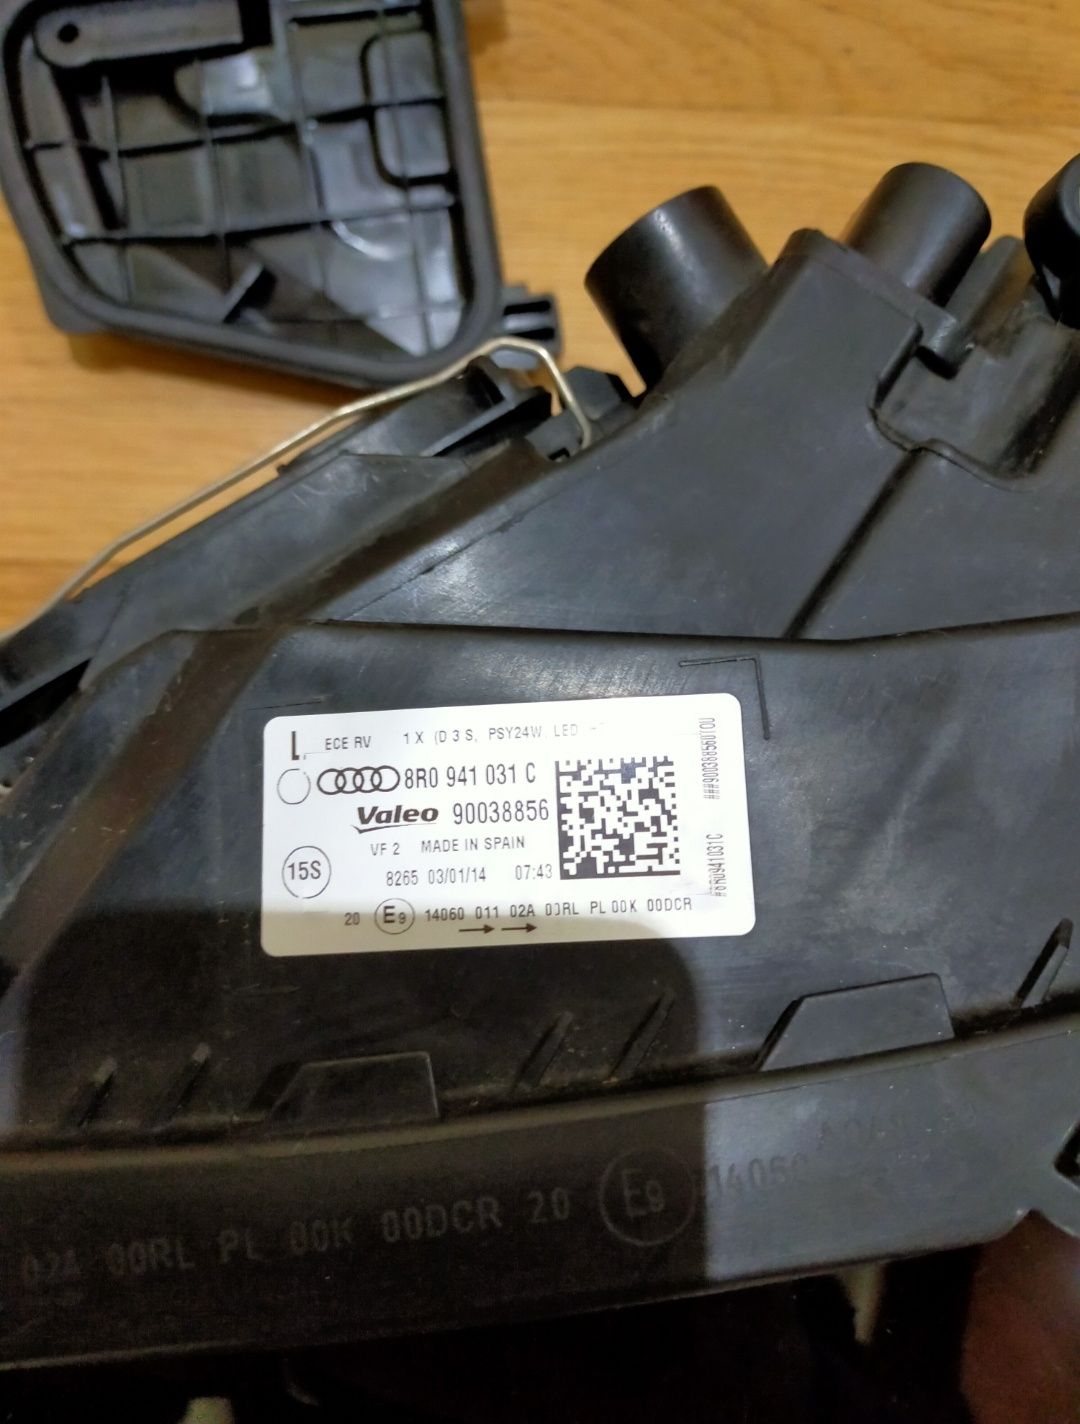 L ECE RV 1 X (D 3 S, PSY24W, LED
8R0 941 031 C
Valeo 90038856
VF 2 MADE IN SPAIN
15S
8265 03/01/14 07:43
20 E9 14060 011 02A 00RL PL 00K 00DCR
#8R0941031C
00RL PL 00K 00DCR 20 E9